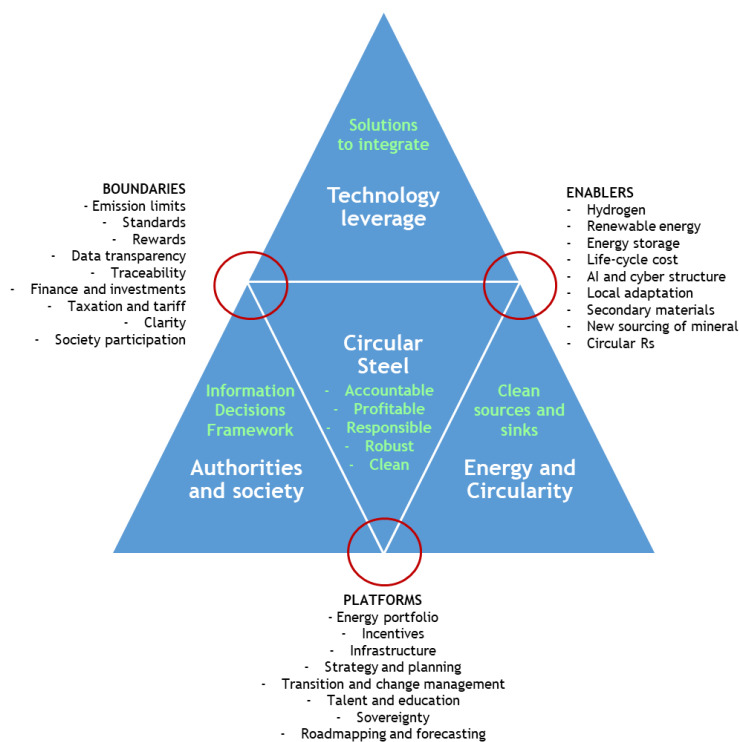 Solutions
to integrate
Technology
leverage
BOUNDARIES
- Emission limits
- Standards
- Rewards
- Data transparency
- Traceability
- Finance and investments
- Taxation and tariff
- Clarity
- Society participation
ENABLERS
- Hydrogen
- Renewable energy
- Energy storage
- Life-cycle cost
- AI and cyber structure
- Local adaptation
- Secondary materials
- New sourcing of mineral
- Circular Rs
Circular
Steel
- Accountable
- Profitable
- Responsible
- Robust
- Clean
Information
Decisions
Framework
Authorities
and society
Clean
sources and
sinks
Energy and
Circularity
PLATFORMS
- Energy portfolio
- Incentives
- Infrastructure
- Strategy and planning
- Transition and change management
- Talent and education
- Sovereignty
- Roadmapping and forecasting